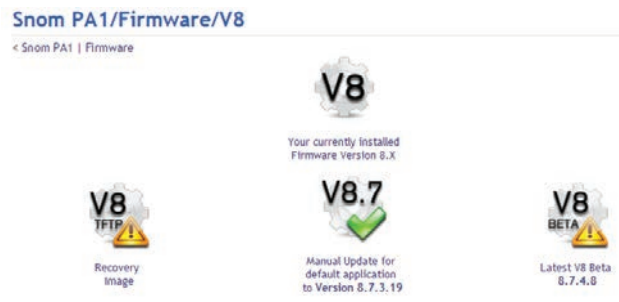 Snom PA1/Firmware/V8
< Snom PA1 | Firmware
V8
Your currently installed
Firmware Version 8.X
V8
TFTP
Recovery
Image
V8.7
Manual Update for
default application
to Version 8.7.3.19
V8
BETA
Latest V8 Beta
8.7.4.8